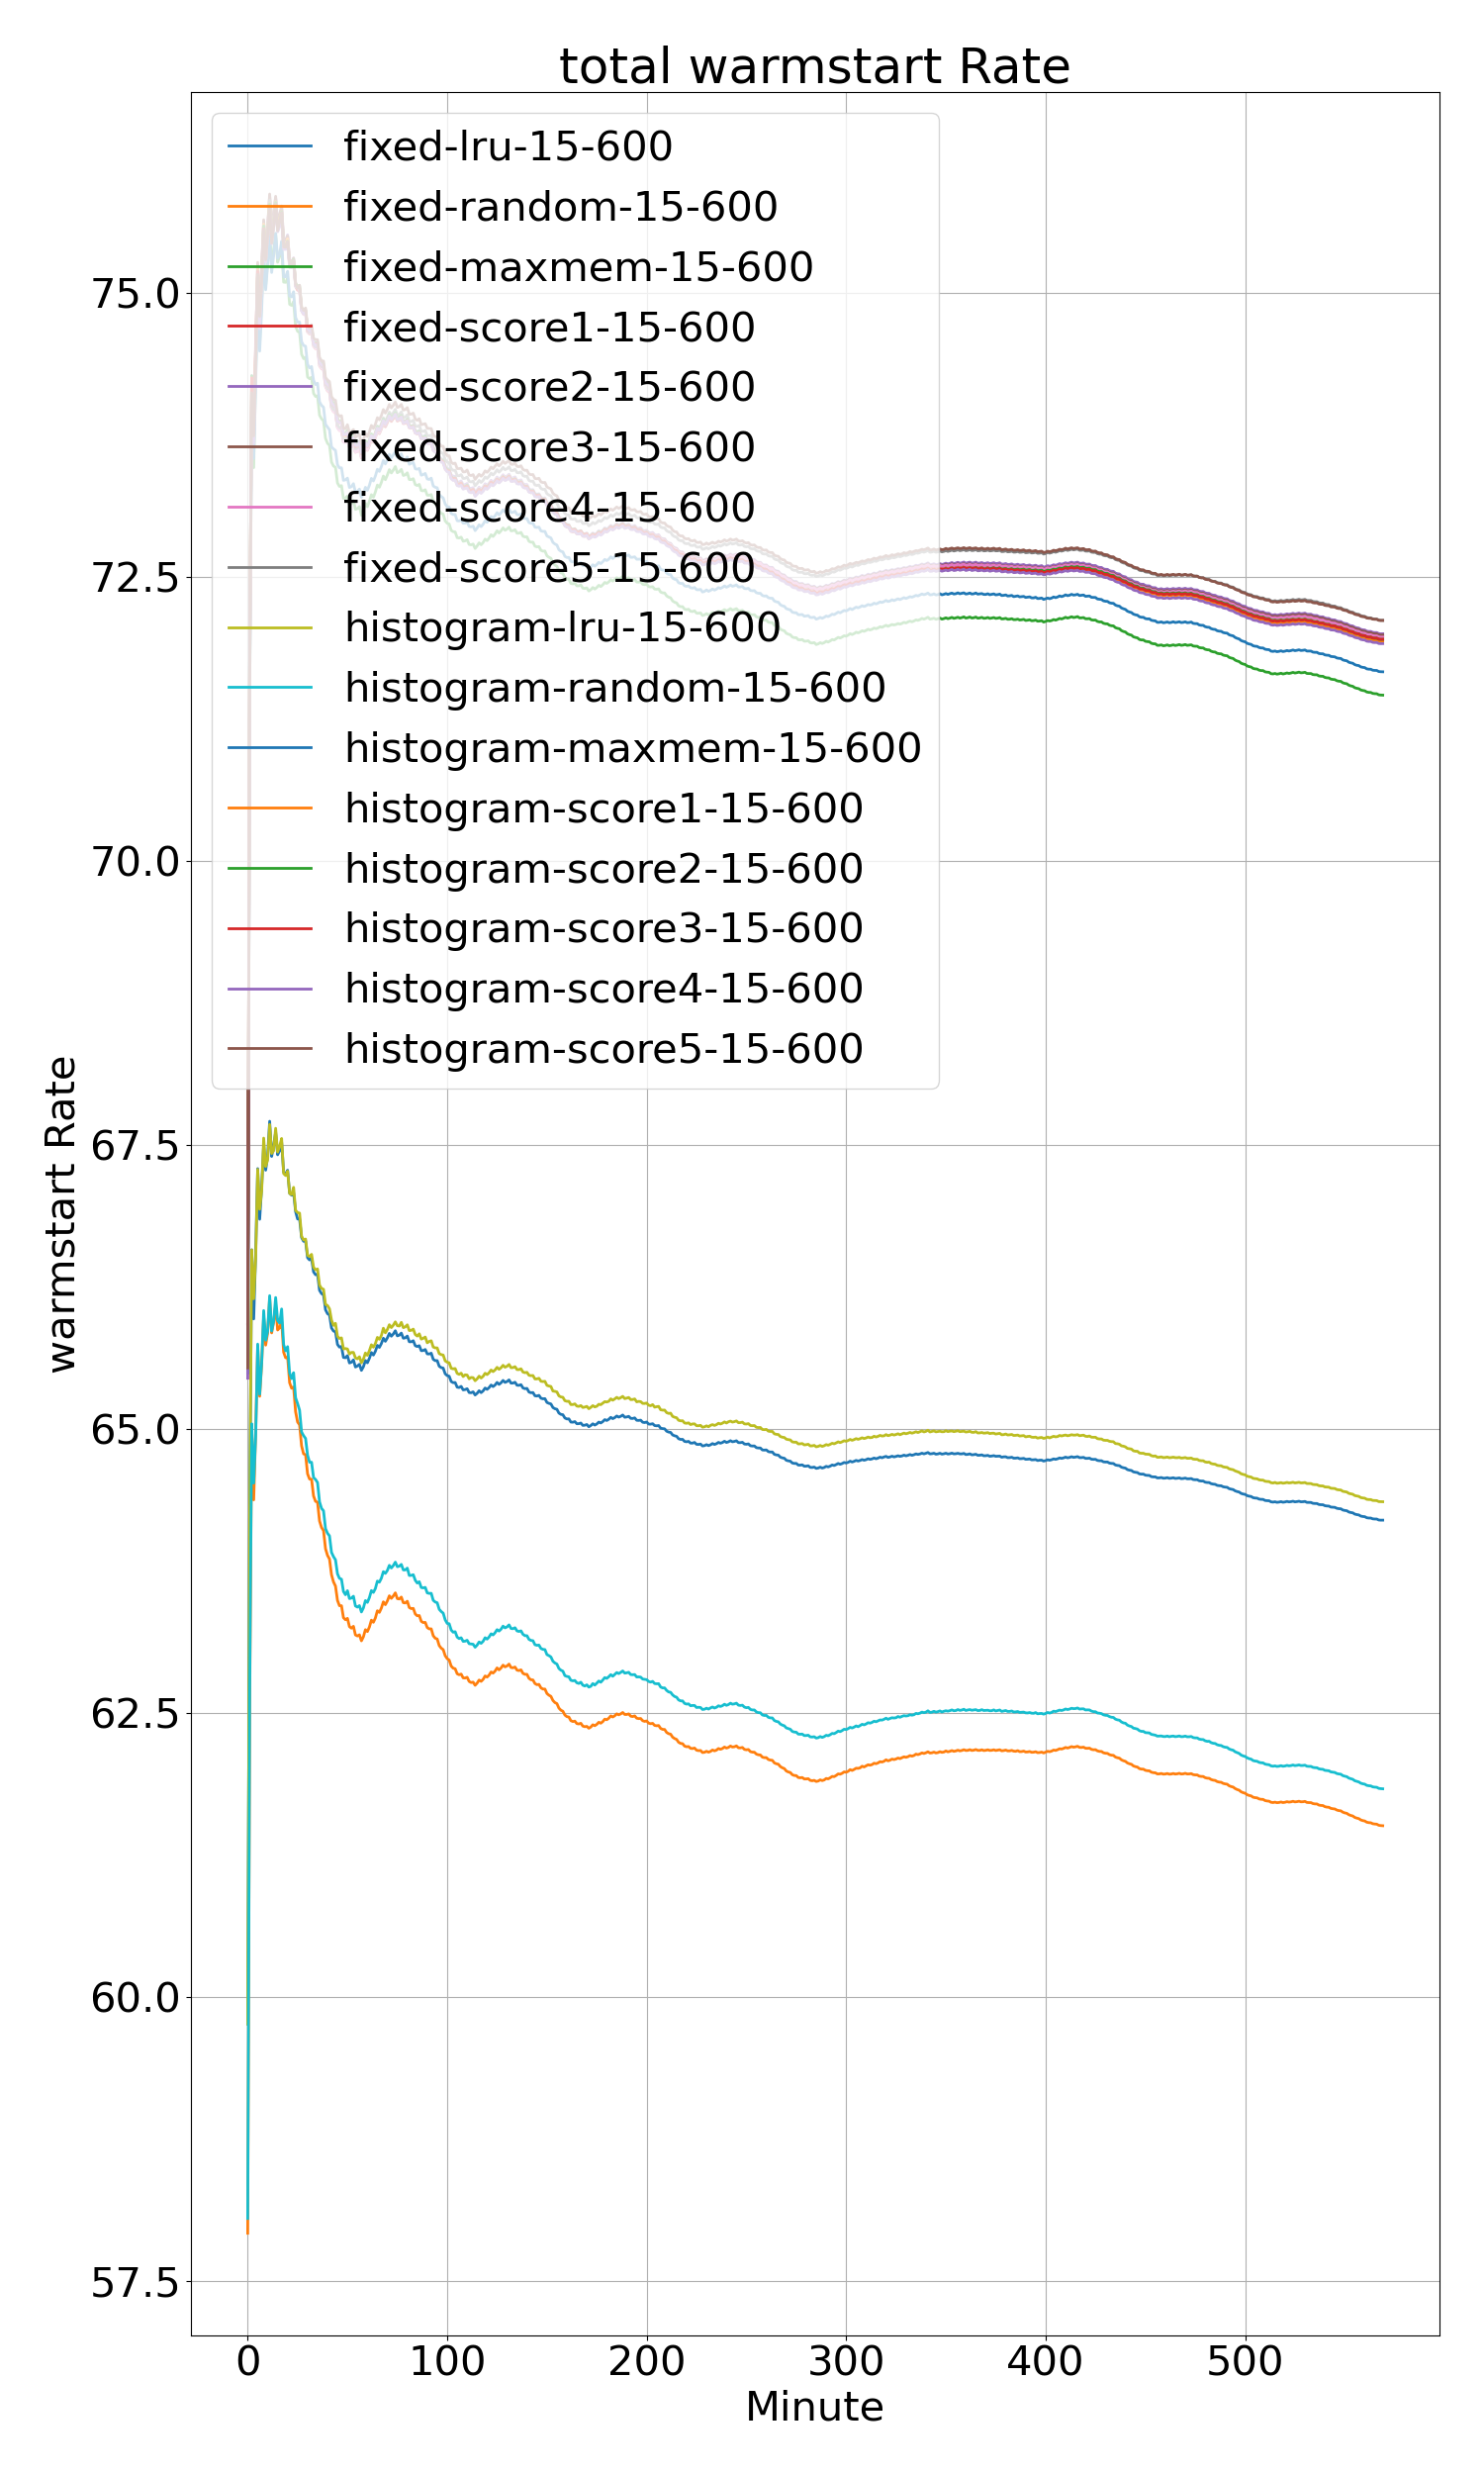 total warmstart Rate
fixed-lru-15-600
fixed-random-15-600
fixed-maxmem-15-600
fixed-score1-15-600
fixed-score2-15-600
fixed-score3-15-600
fixed-score4-15-600
fixed-score5-15-600
histogram-lru-15-600
histogram-random-15-600
histogram-maxmem-15-600
histogram-score1-15-600
histogram-score2-15-600
histogram-score3-15-600
histogram-score4-15-600
histogram-score5-15-600
75.0
72.5
70.0
67.5
65.0
62.5
60.0
57.5
warmstart Rate
0 100 200 300 400 500
Minute